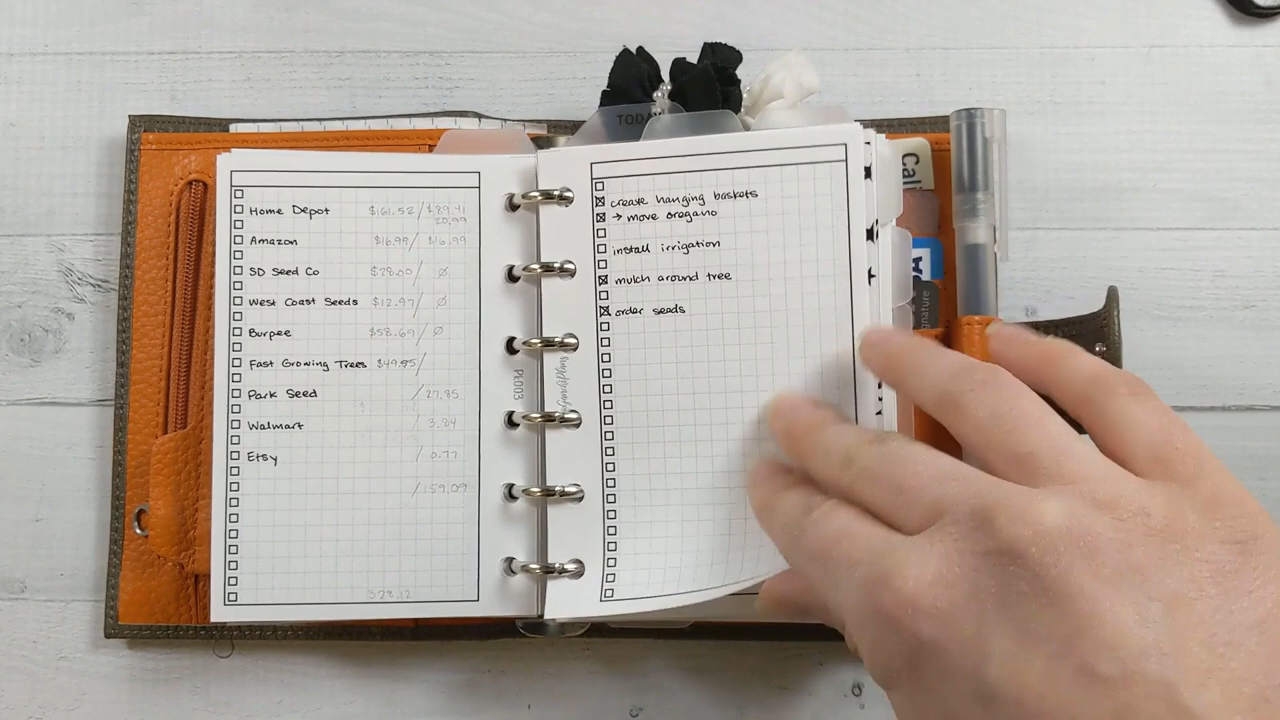 TODAY
Home Depot $161.52/$89.41
20.99
Amazon $16.99/ $16.99
SD Seed Co $28.00/ Ø
West Coast Seeds $12.97/ Ø
Burpee $58.69/ Ø
Fast Growing Trees $49.95/
Park Seed /27.85
Walmart / 3.84
Etsy / 0.77
/159.09
328.12
PL003
create hanging baskets
→ move oregano
install irrigation
mulch around tree
order seeds
Cali